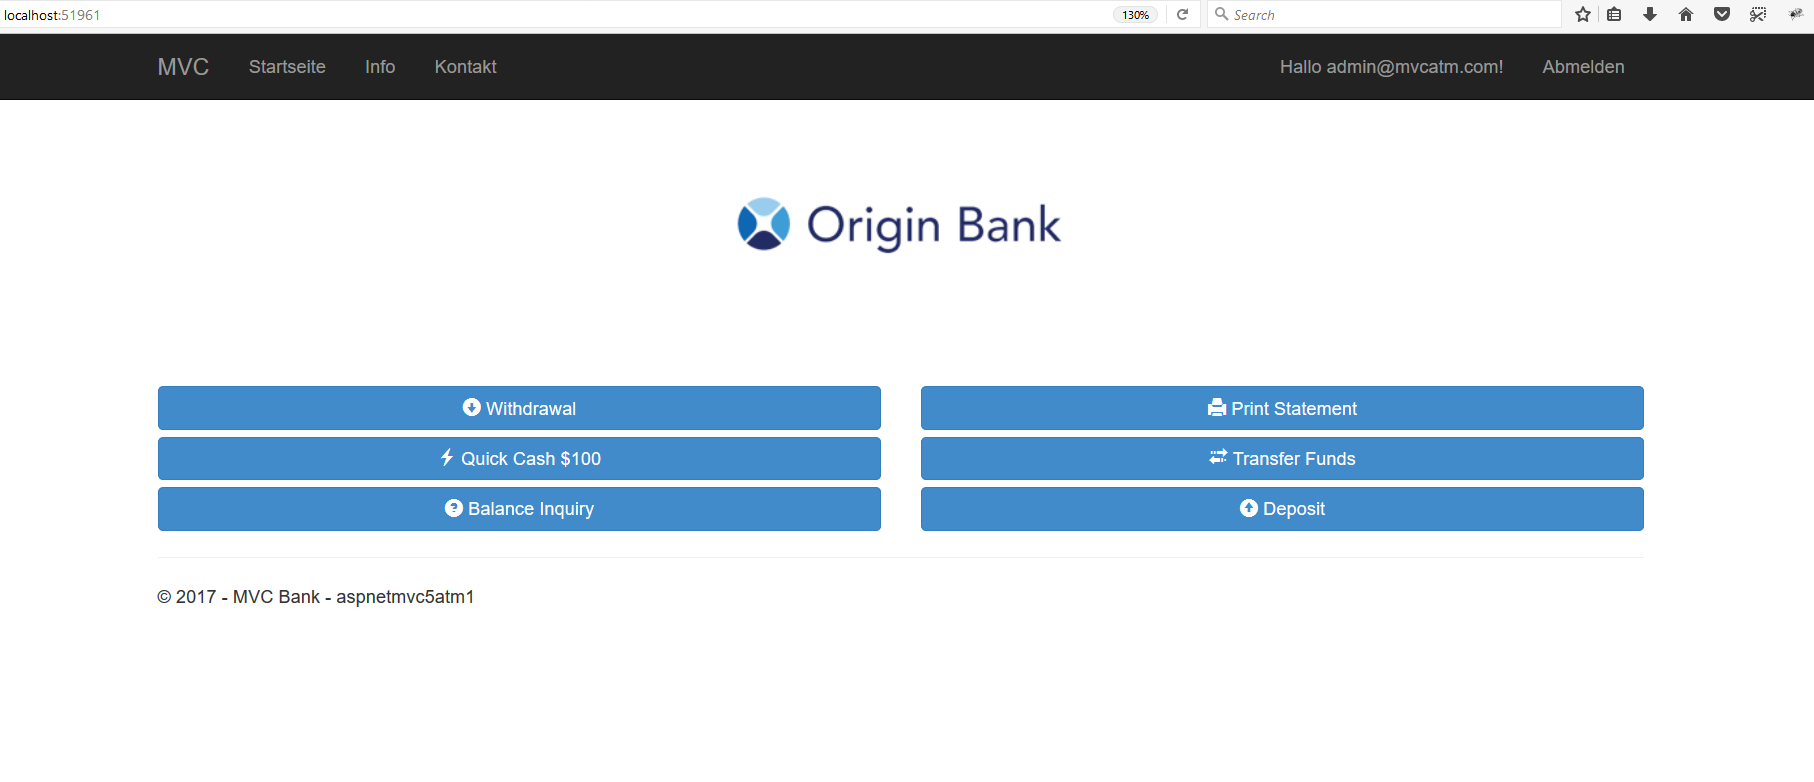 localhost:51961 130% Search
MVC Startseite Info Kontakt Hallo admin@mvcatm.com! Abmelden
Origin Bank
Withdrawal Print Statement
Quick Cash $100 Transfer Funds
Balance Inquiry Deposit
© 2017 - MVC Bank - aspnetmvc5atm1